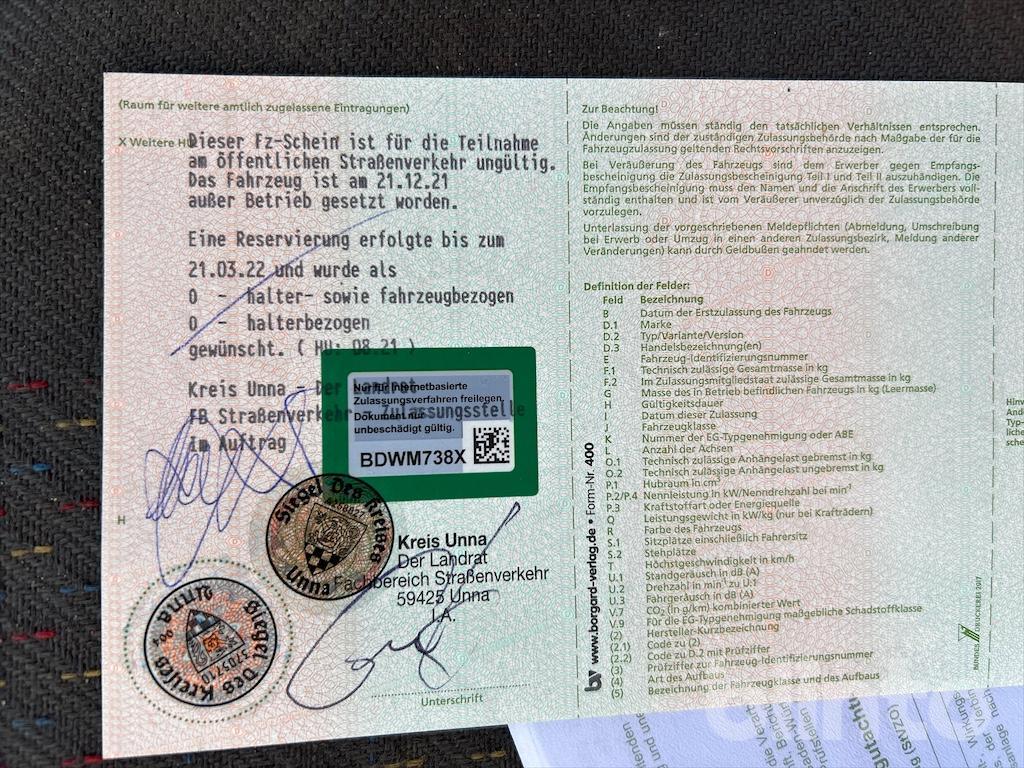 (Raum für weitere amtlich zugelassene Eintragungen)
X Weitere
Dieser Fz-Schein ist für die Teilnahme
am öffentlichen Straßenverkehr ungültig.
Das Fahrzeug ist am 21.12.21
außer Betrieb gesetzt worden.
Eine Reservierung erfolgte bis zum
21.03.22 und wurde als
O - halter- sowie fahrzeugbezogen
O - halterbezogen
gewünscht. ( HU: 08.21 )
Kreis Unna - Der Landrat
FB Straßenverkehr - Zulassungsstelle
im Auftrag
Nur für internetbasierte
Zulassungsverfahren freilegen.
Dokument nur
unbeschädigt gültig.
BDWM738X
H
Siegel Des Kreises
Unna
Kreis Unna
Der Landrat
Fachbereich Straßenverkehr
59425 Unna
I.A.
Siegel Des Kreises
Unna
Unterschrift
Zur Beachtung!
Die Angaben müssen ständig den tatsächlichen Verhältnissen entsprechen.
Änderungen sind der zuständigen Zulassungsbehörde nach Maßgabe der für die
Fahrzeugzulassung geltenden Rechtsvorschriften anzuzeigen.
Bei Veräußerung des Fahrzeugs sind dem Erwerber gegen Empfangs-
bescheinigung die Zulassungsbescheinigung Teil I und Teil II auszuhändigen. Die
Empfangsbescheinigung muss den Namen und die Anschrift des Erwerbers voll-
ständig enthalten und ist vom Veräußerer unverzüglich der Zulassungsbehörde
vorzulegen.
Unterlassung der vorgeschriebenen Meldepflichten (Abmeldung, Umschreibung
bei Erwerb oder Umzug in einen anderen Zulassungsbezirk, Meldung anderer
Veränderungen) kann durch Geldbußen geahndet werden.
Definition der Felder:
Feld Bezeichnung
B Datum der Erstzulassung des Fahrzeugs
D.1 Marke
D.2 Typ/Variante/Version
D.3 Handelsbezeichnung(en)
E Fahrzeug-Identifizierungsnummer
F.1 Technisch zulässige Gesamtmasse in kg
F.2 Im Zulassungsmitgliedstaat zulässige Gesamtmasse in kg
G Masse des in Betrieb befindlichen Fahrzeugs in kg (Leermasse)
H Gültigkeitsdauer
I Datum dieser Zulassung
J Fahrzeugklasse
K Nummer der EG-Typgenehmigung oder ABE
L Anzahl der Achsen
O.1 Technisch zulässige Anhängelast gebremst in kg
O.2 Technisch zulässige Anhängelast ungebremst in kg
P.1 Hubraum in cm³
P.2/P.4 Nennleistung in kW/Nenndrehzahl bei min⁻¹
P.3 Kraftstoffart oder Energiequelle
Q Leistungsgewicht in kW/kg (nur bei Krafträdern)
R Farbe des Fahrzeugs
S.1 Sitzplätze einschließlich Fahrersitz
S.2 Stehplätze
T Höchstgeschwindigkeit in km/h
U.1 Standgeräusch in dB (A)
U.2 Drehzahl in min⁻¹ zu U.1
U.3 Fahrgeräusch in dB (A)
V.7 CO₂ (in g/km) kombinierter Wert
V.9 Für die EG-Typgenehmigung maßgebliche Schadstoffklasse
(2) Hersteller-Kurzbezeichnung
(2.1) Code zu (2)
(2.2) Code zu D.2 mit Prüfziffer
(3) Prüfziffer zur Fahrzeug-Identifizierungsnummer
(4) Art des Aufbaus
(5) Bezeichnung der Fahrzeugklasse und des Aufbaus
bv www.borgard-verlag.de • Form-Nr. 400
BUNDESDRUCKEREI 2017